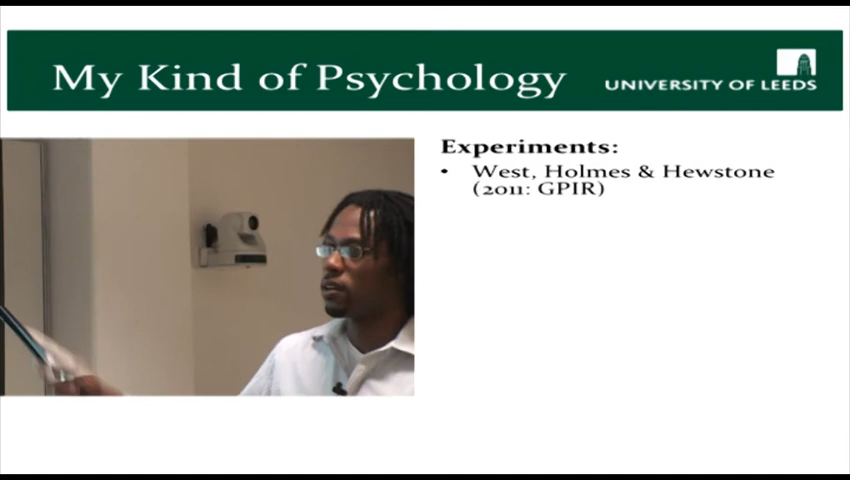 My Kind of Psychology
UNIVERSITY OF LEEDS
Experiments:
• West, Holmes & Hewstone
(2011: GPIR)